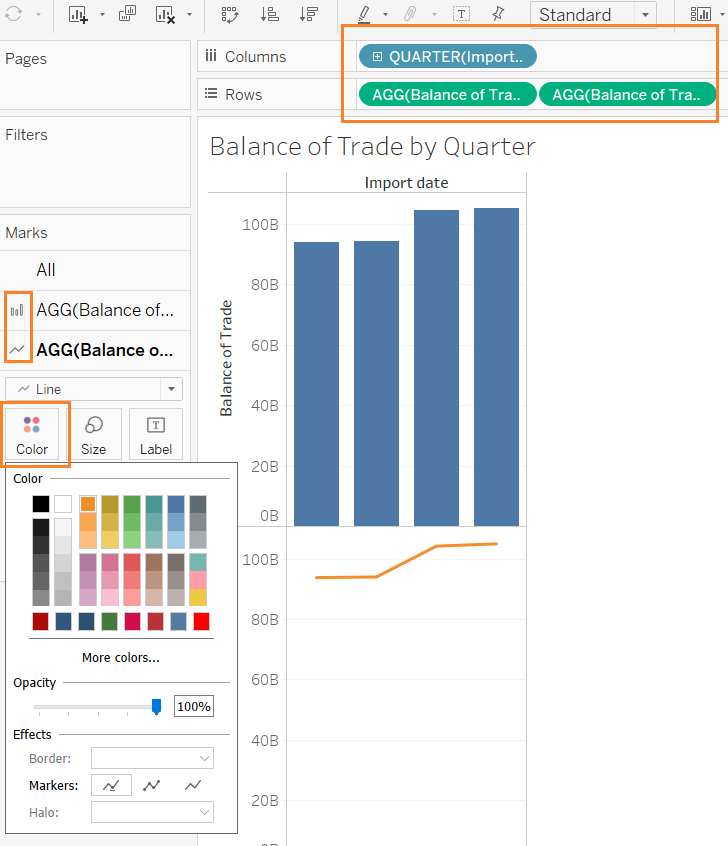 Standard
Pages
Columns
QUARTER(Import..
Rows
AGG(Balance of Tra..
AGG(Balance of Tra..
Filters
Balance of Trade by Quarter
Import date
Marks
All
AGG(Balance of...
AGG(Balance o...
Line
Color
Size
T
Label
Color
More colors...
Opacity
100%
Effects
Border:
Markers:
Halo:
Balance of Trade
100B
80B
60B
40B
20B
0B
100B
80B
60B
40B
20B